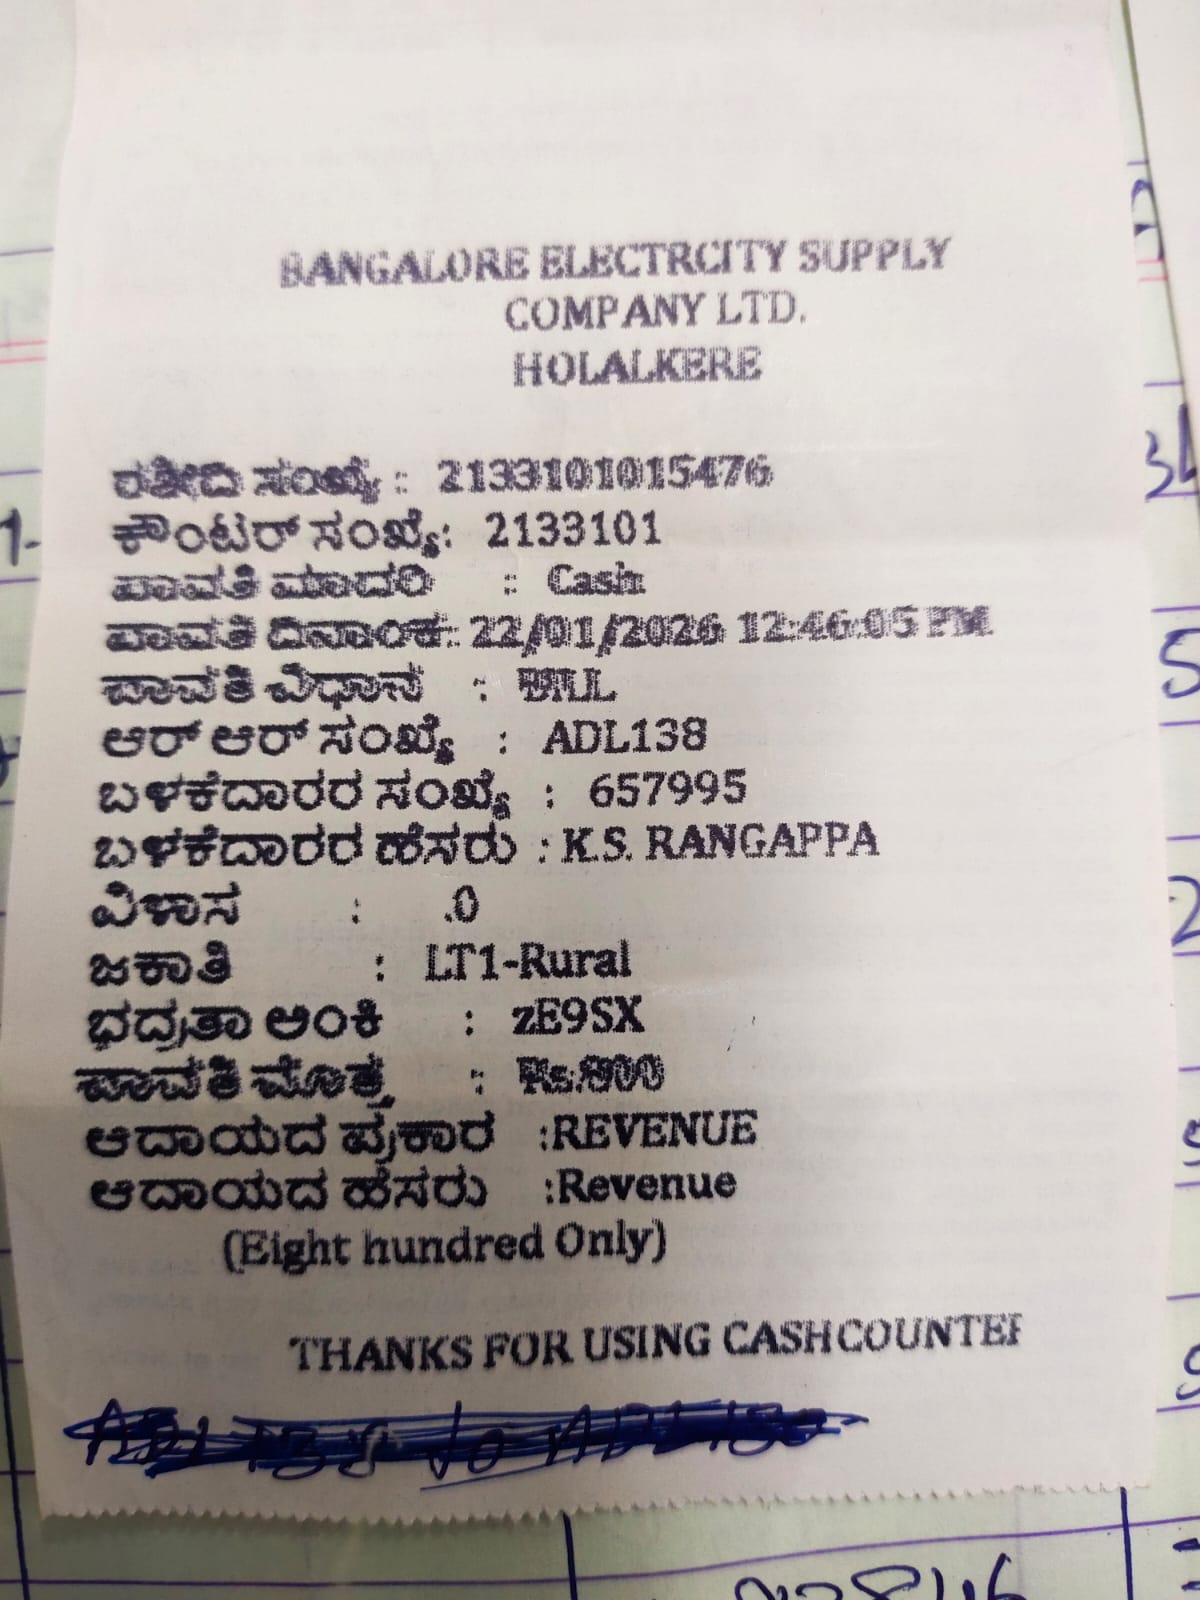 BANGALORE ELECTRCITY SUPPLY
COMPANY LTD.
HOLALKERE
ರಶೀದಿ ಸಂಖ್ಯೆ : 2133101015476
ಕೌಂಟರ್ ಸಂಖ್ಯೆ: 2133101
ಪಾವತಿ ಮಾದರಿ : Cash
ಪಾವತಿ ದಿನಾಂಕ: 22/01/2026 12:46:05 PM
ಪಾವತಿ ವಿಧಾನ : BILL
ಆರ್ ಆರ್ ಸಂಖ್ಯೆ : ADL138
ಬಳಕೆದಾರರ ಸಂಖ್ಯೆ : 657995
ಬಳಕೆದಾರರ ಹೆಸರು : K.S. RANGAPPA
ವಿಳಾಸ : .0
ಜಕಾತಿ : LT1-Rural
ಭದ್ರತಾ ಅಂಕಿ : zE9SX
ಪಾವತಿ ಮೊತ್ತ : Rs.800
ಆದಾಯದ ಪ್ರಕಾರ :REVENUE
ಆದಾಯದ ಹೆಸರು :Revenue
(Eight hundred Only)
THANKS FOR USING CASHCOUNTER